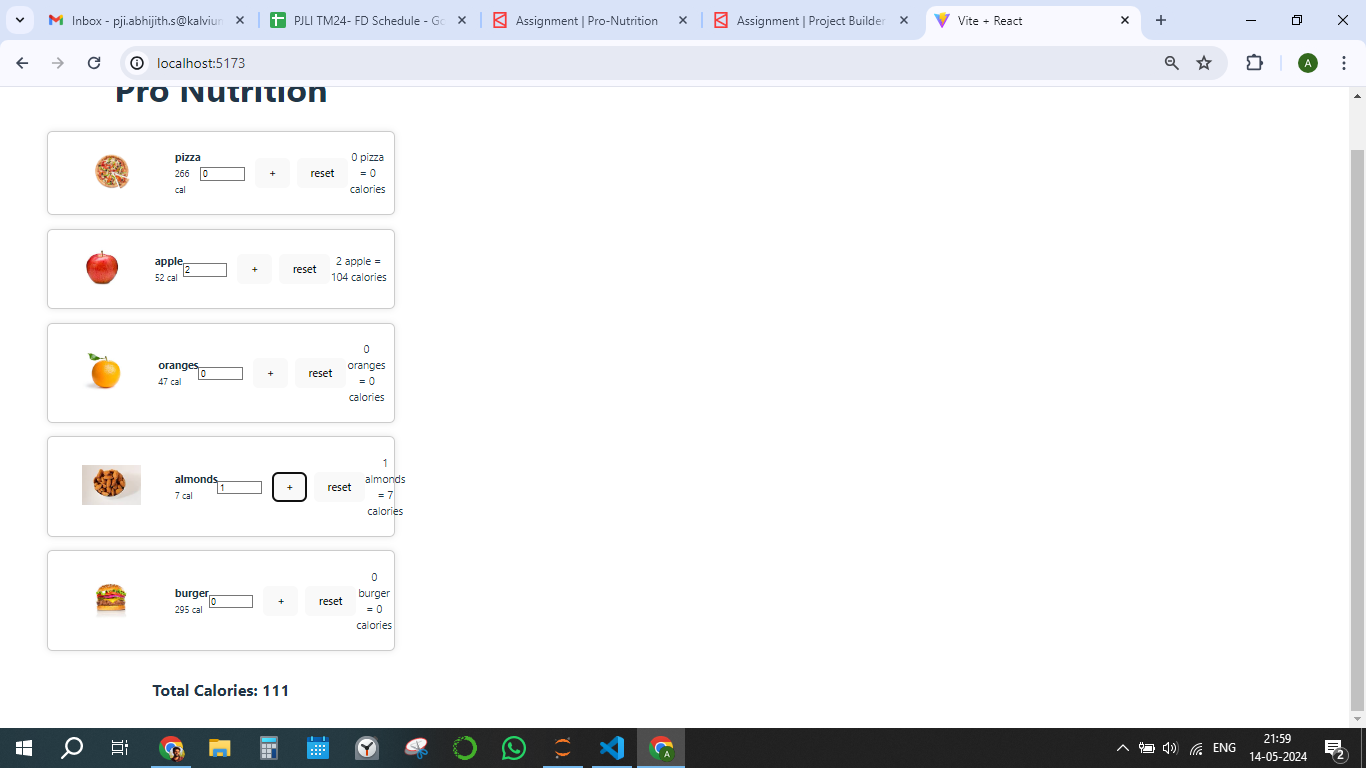 Inbox - pji.abhijith.s@kalviun
PJLI TM24- FD Schedule - Go
Assignment | Pro-Nutrition
Assignment | Project Builder
Vite + React
localhost:5173
A
Pro Nutrition
pizza
266
cal
0
+
reset
0 pizza
= 0
calories
apple
52 cal
2
+
reset
2 apple =
104 calories
oranges
47 cal
0
+
reset
0
oranges
= 0
calories
almonds
7 cal
1
+
reset
1
almonds
= 7
calories
burger
295 cal
0
+
reset
0
burger
= 0
calories
Total Calories: 111
ENG
21:59
14-05-2024
2